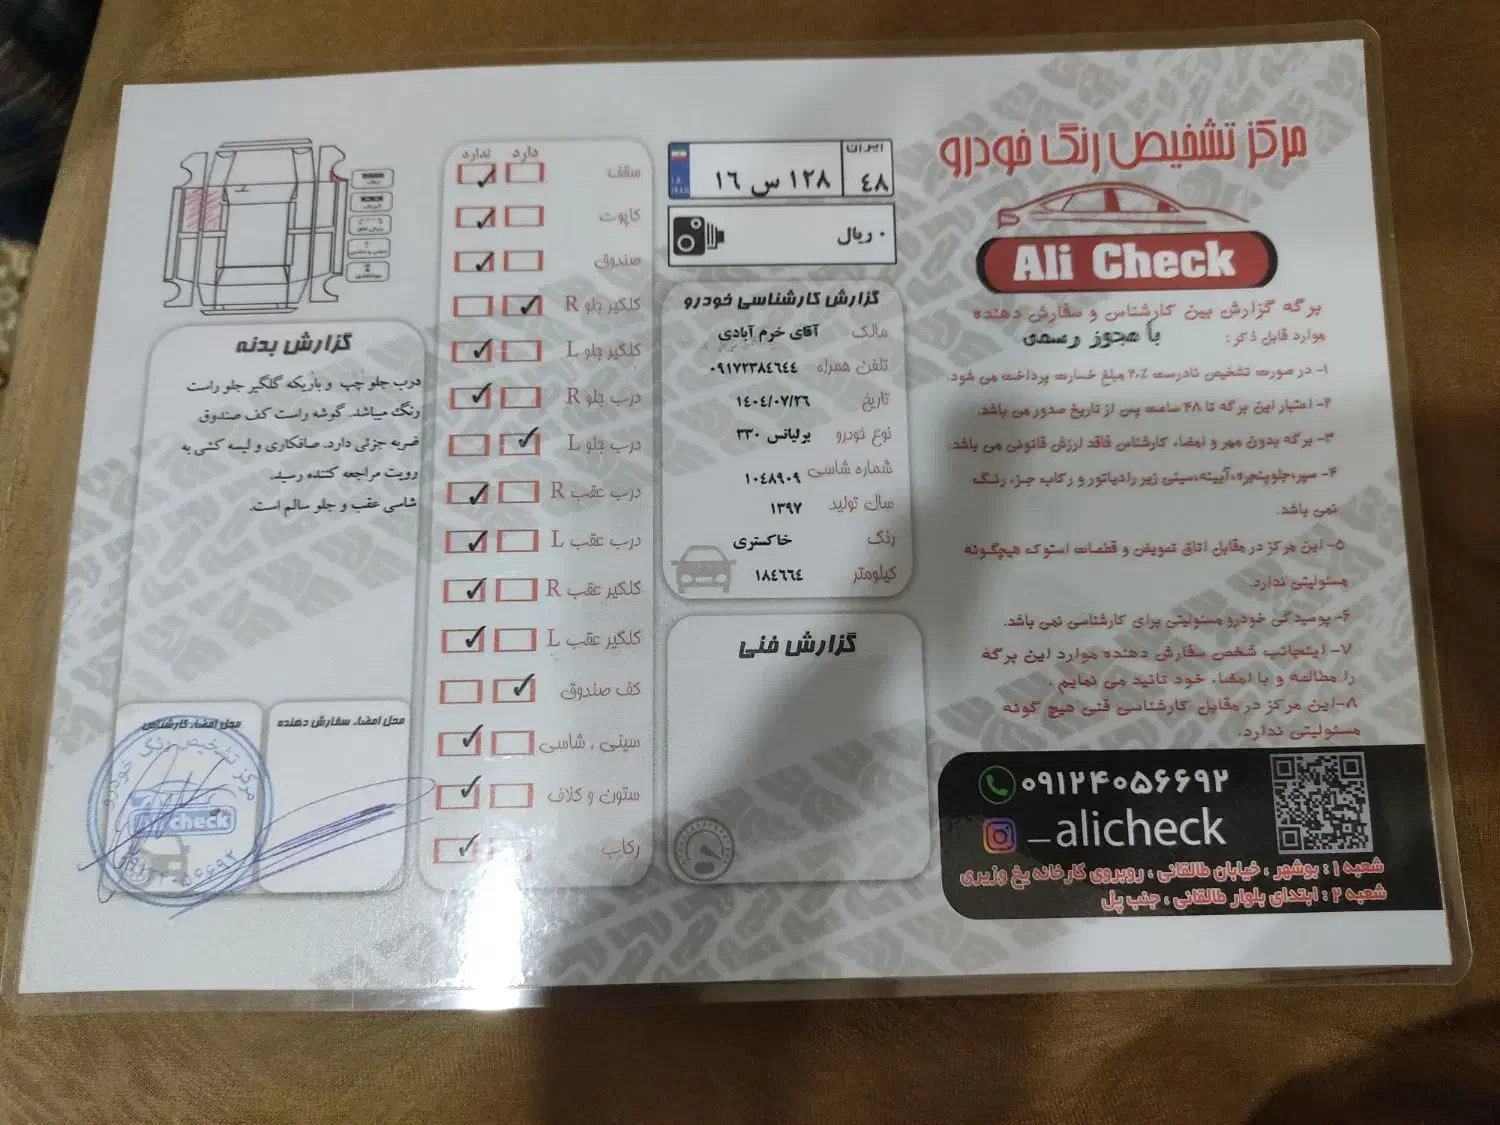 مرکز تشخیص رنگ خودرو
Ali Check
برگه گزارش بین کارشناس و سفارش دهنده
موارد قابل ذکر:
با مجوز رسمی
۱- در صورت تشخیص نادرست ۲۰٪ مبلغ خسارت پرداخت می شود.
۲- اعتبار این برگه تا ۴۸ ساعت پس از تاریخ صدور می باشد.
۳- برگه بدون مهر و امضاء کارشناس فاقد ارزش قانونی می باشد.
۴- سپر،جلوپنجره،آیینه،سینی زیر رادیاتور و رکاب جزء رنگ
نمی باشد.
۵- این مرکز در مقابل اتاق تعویض و قطعات استوک هیچگونه
مسئولیتی ندارد.
۶- پوسیدگی خودرو مسئولیتی برای کارشناسی نمی باشد.
۷- اینجانب شخص سفارش دهنده موارد این برگه
را مطالعه و با امضاء خود تائید می نمایم.
۸- این مرکز در مقابل کارشناسی فنی هیچ گونه
مسئولیتی ندارد.
۰۹۱۲۴۰۵۶۶۹۲
_alicheck
شعبه ۱ : بوشهر ، خیابان طالقانی ، روبروی کارخانه یخ وزیری
شعبه ۲ : ابتدای بلوار طالقانی ، جنب پل
ایران
۴۸
۱۲۸ س ۱۶
I.R.
IRAN
۰ ریال
گزارش کارشناسی خودرو
مالک آقای خرم آبادی
تلفن همراه ۰۹۱۷۲۳۸۴۶۴۴
تاریخ ۱۴۰۴/۰۷/۲۶
نوع خودرو برلیانس ۳۳۰
شماره شاسی ۱۰۴۸۹۰۹
سال تولید ۱۳۹۷
رنگ خاکستری
کیلومتر ۱۸۴۶۶۴
گزارش فنی
دارد ندارد
سقف
کاپوت
صندوق
گلگیر جلو R
گلگیر جلو L
درب جلو R
درب جلو L
درب عقب R
درب عقب L
گلگیر عقب R
گلگیر عقب L
کف صندوق
سینی ، شاسی
ستون و کلاف
رکاب
گزارش بدنه
درب جلو چپ و باریکه گلگیر جلو راست
رنگ میباشد. گوشه راست کف صندوق
ضربه جزئی دارد. صافکاری و لیسه کشی به
رویت مراجعه کننده رسید.
شاسی عقب و جلو سالم است.
محل امضاء سفارش دهنده
محل امضاء کارشناس
مرکز تشخیص رنگ خودرو
Ali check